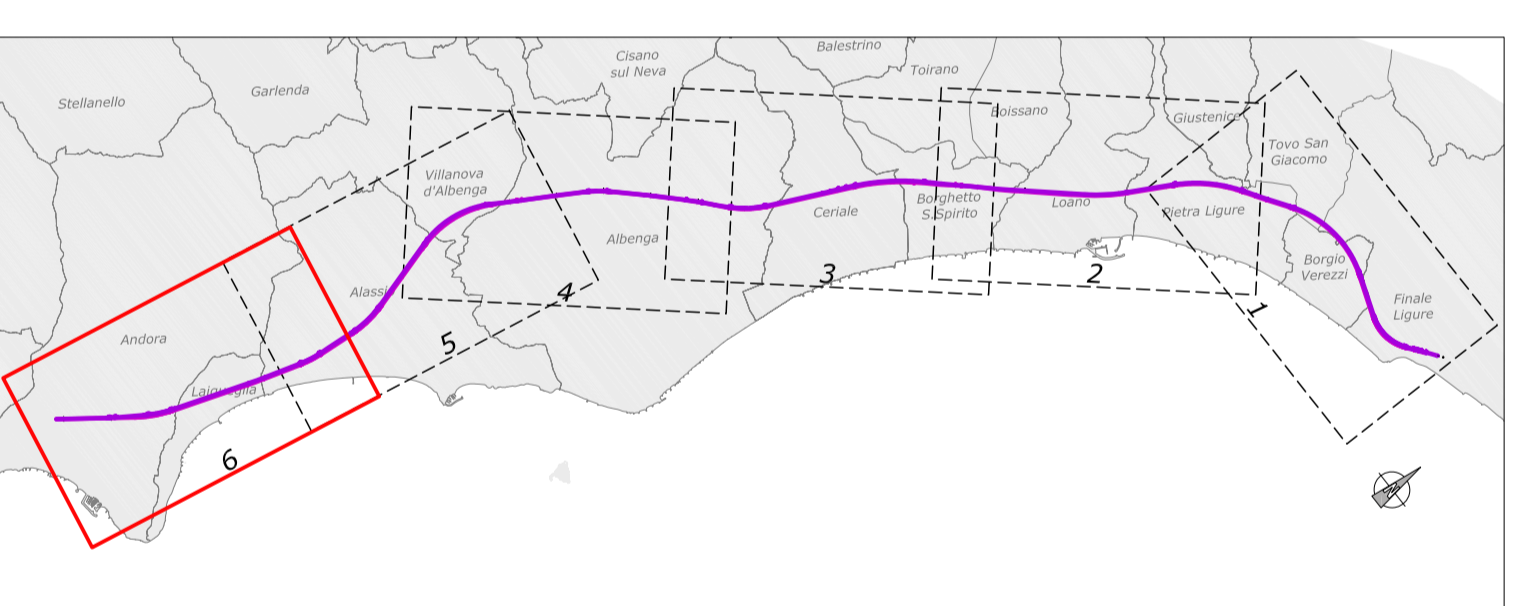 Balestrino
Cisano
sul Neva
Toirano
Garlenda
Stellanello
Boissano
Giustenice
Tovo San
Giacomo
Villanova
d'Albenga
Borghetto
S.Spirito
Loano
Ceriale
Pietra Ligure
Albenga
Borgio
Verezzi
Alassi
Finale
Ligure
Andora
Laigueglia
1
2
3
4
5
6